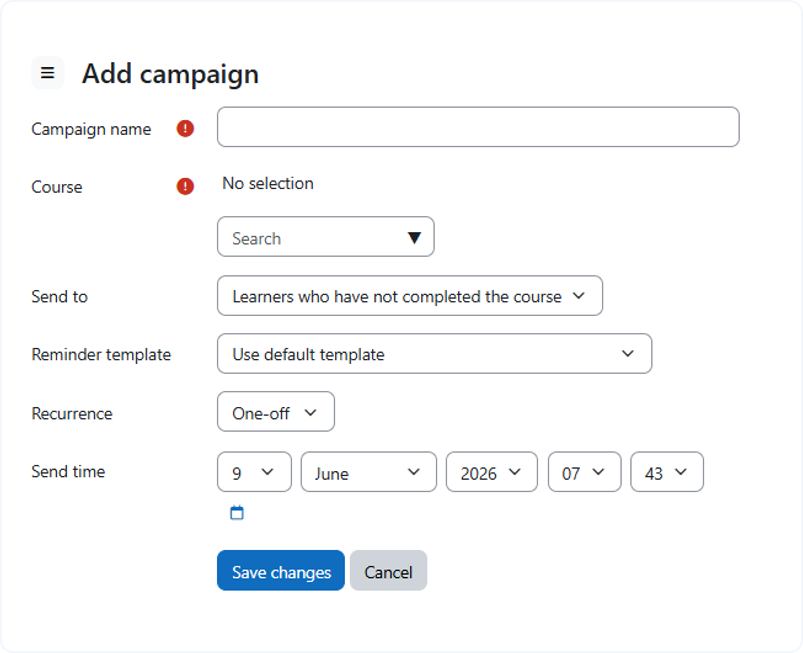 Add campaign
Campaign name
Course
No selection
Search
Send to
Learners who have not completed the course
Reminder template
Use default template
Recurrence
One-off
Send time
9 June 2026 07 43
Save changes Cancel